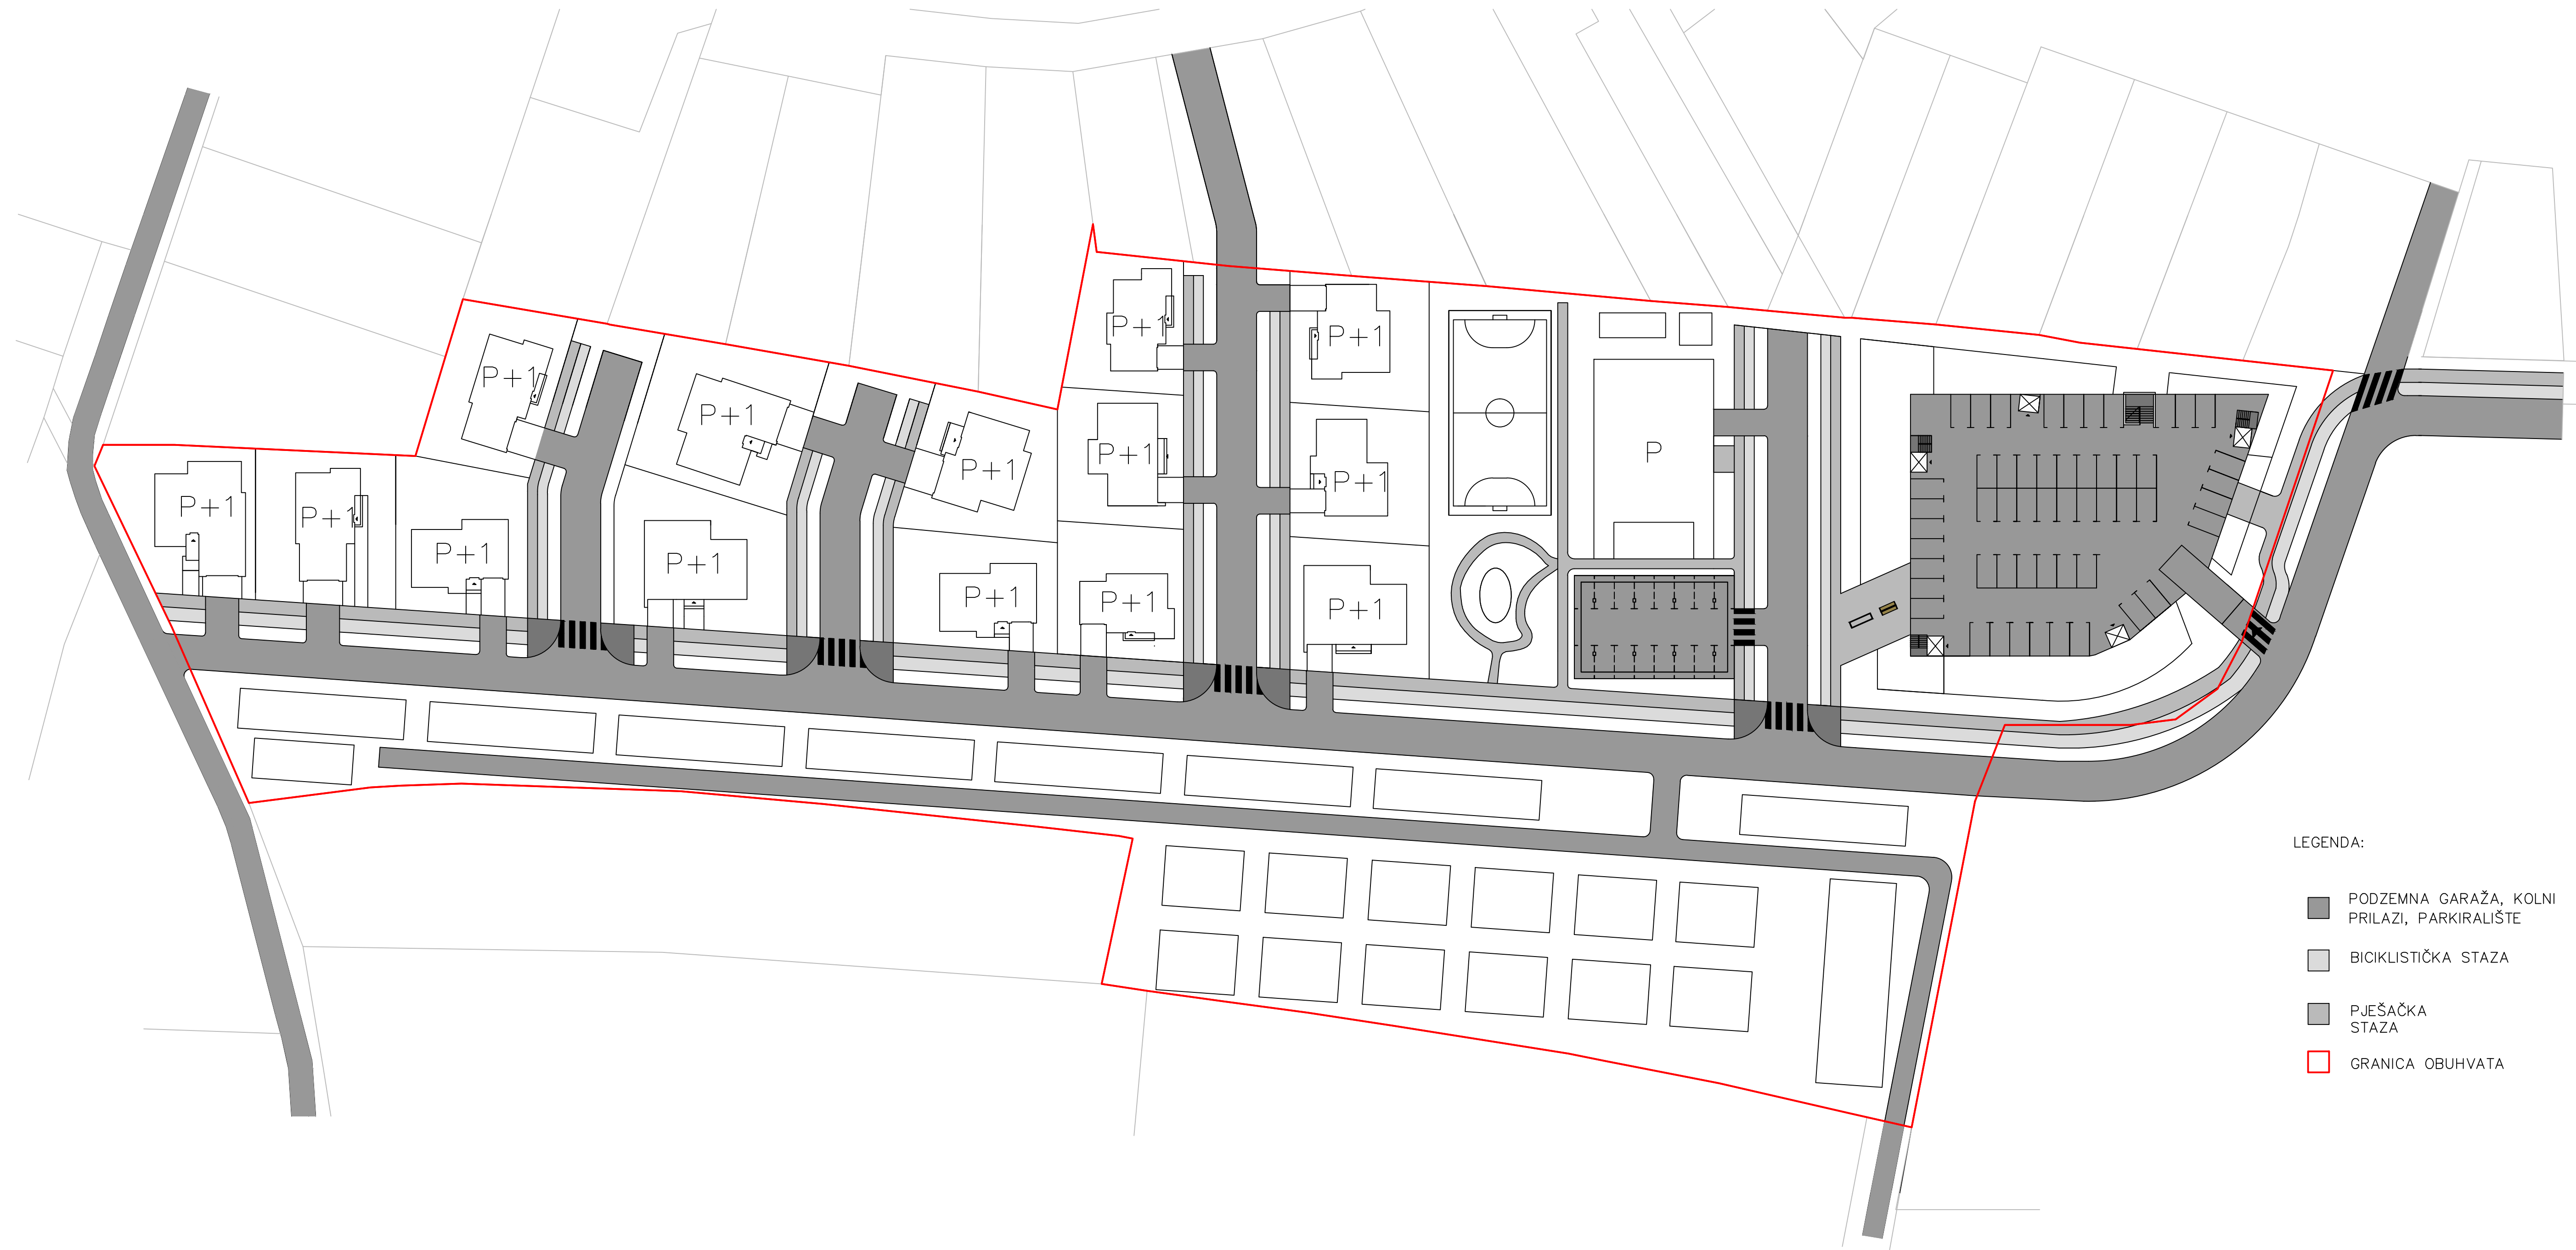 P+1
P+1
P+1
P+1
P+1
P+1
P+1
P
P+1
P+1
P+1
P+1
P+1
P+1
P+1
P+1
LEGENDA:
PODZEMNA GARAŽA, KOLNI
PRILAZI, PARKIRALIŠTE
BICIKLISTIČKA STAZA
PJEŠAČKA
STAZA
GRANICA OBUHVATA